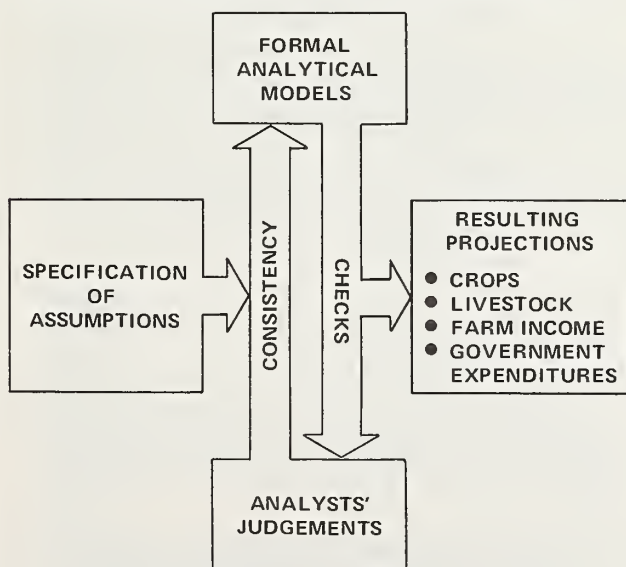 FORMAL
ANALYTICAL
MODELS
SPECIFICATION
OF
ASSUMPTIONS
CONSISTENCY
CHECKS
RESULTING
PROJECTIONS
● CROPS
● LIVESTOCK
● FARM INCOME
● GOVERNMENT
EXPENDITURES
ANALYSTS'
JUDGEMENTS